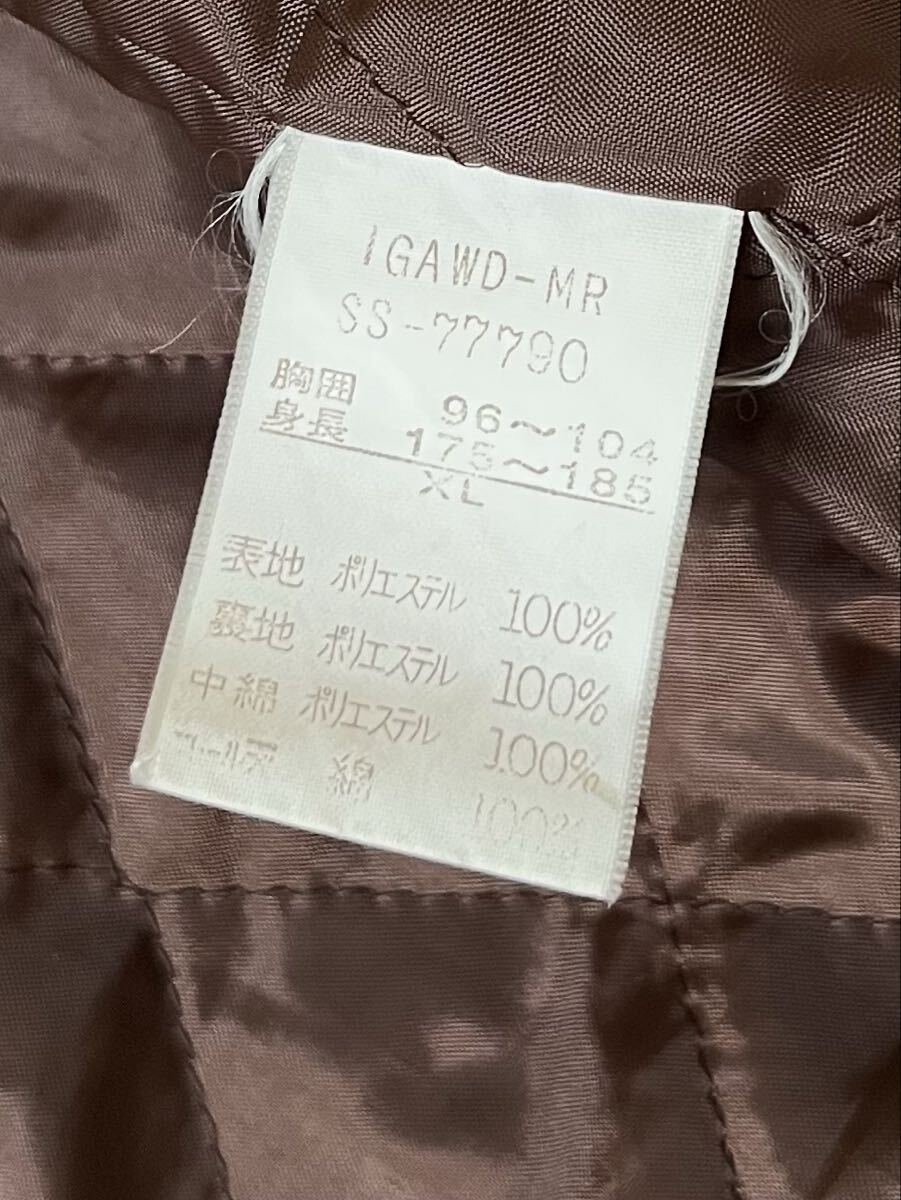 IGAWD-MR
SS-77790
胸囲 96～104
身長 175～185
XL
表地 ポリエステル 100%
裏地 ポリエステル 100%
中綿 ポリエステル 100%
綿 100%